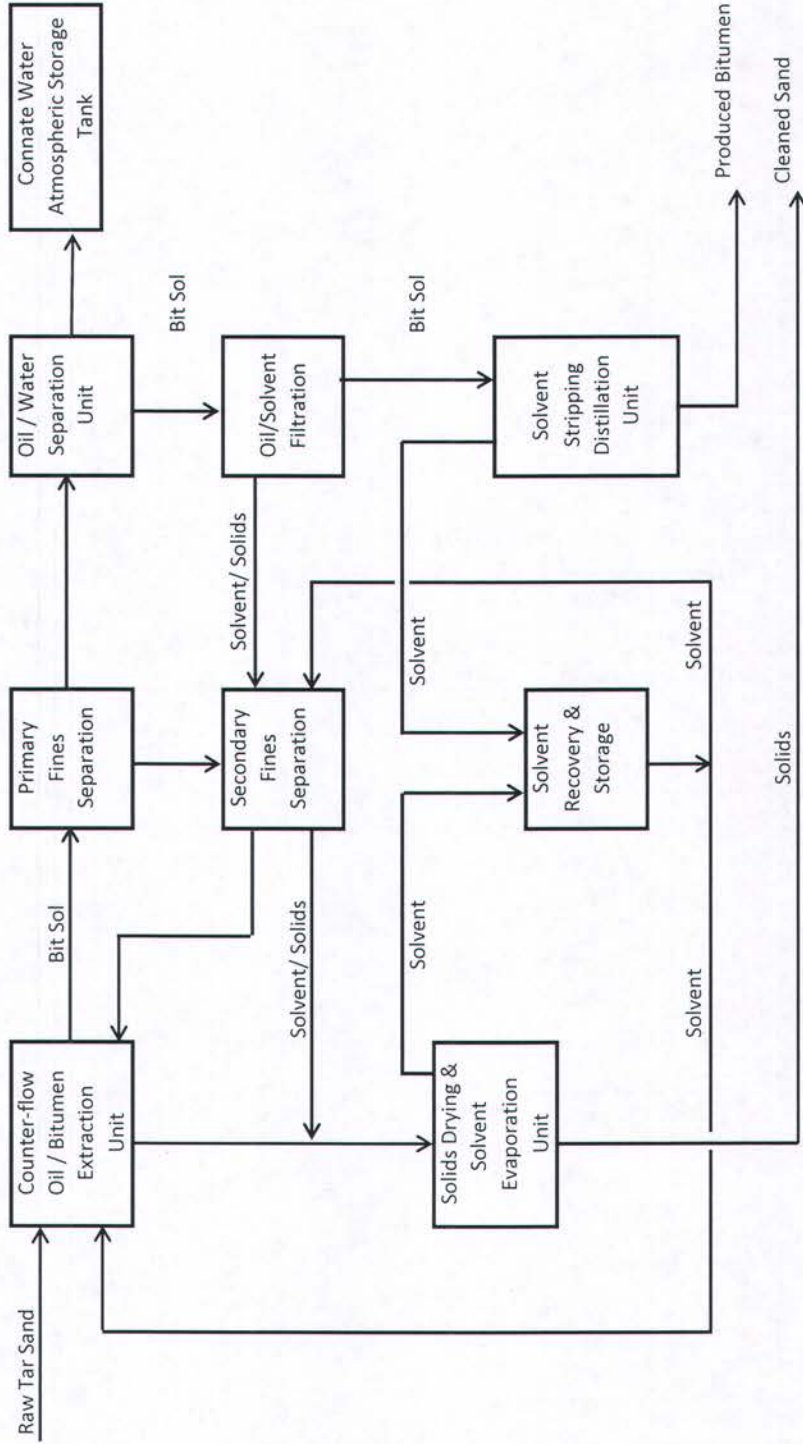 Raw Tar Sand
Counter-flow
Oil / Bitumen
Extraction
Unit
Bit Sol
Primary
Fines
Separation
Oil / Water
Separation
Unit
Connate Water
Atmospheric Storage
Tank
Bit Sol
Secondary
Fines
Separation
Solvent/ Solids
Oil/Solvent
Filtration
Solvent/ Solids
Bit Sol
Solids Drying &
Solvent
Evaporation
Unit
Solvent
Solvent
Recovery &
Storage
Solvent
Solvent
Stripping
Distillation
Unit
Solvent
Solvent
Produced Bitumen
Solids
Cleaned Sand